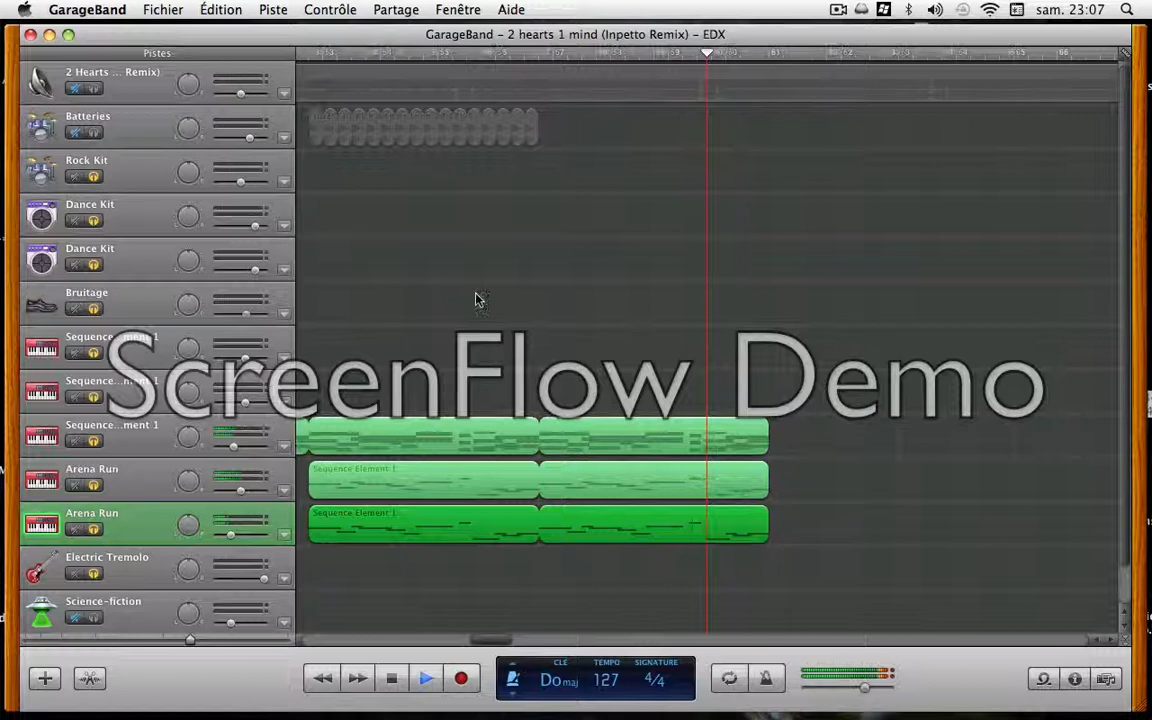 GarageBand Fichier Édition Piste Contrôle Partage Fenêtre Aide sam. 23:07
GarageBand – 2 hearts 1 mind (Inpetto Remix) – EDX
Pistes
2 Hearts ... Remix)
Batteries
Rock Kit
Dance Kit
Dance Kit
Bruitage
ScreenFlow Demo
Sequence...ment 1
Sequence...ment 1
Arena Run
Sequence Element 1
Arena Run
Sequence Element 1
Electric Tremolo
Science-fiction
CLÉ TEMPO SIGNATURE
Do maj 127 4/4